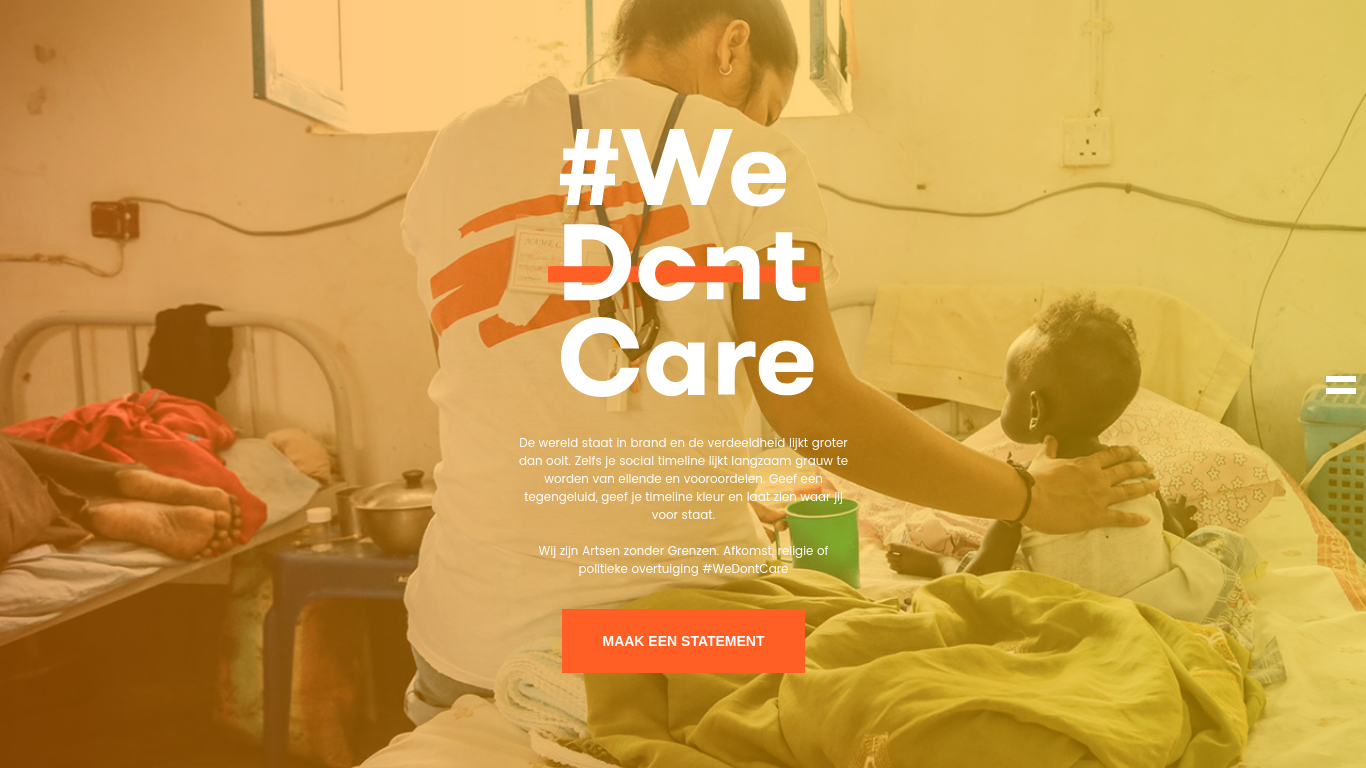 #We
Dont
Care
De wereld staat in brand en de verdeeldheid lijkt groter
dan ooit. Zelfs je social timeline lijkt langzaam grauw te
worden van ellende en vooroordelen. Geef een
tegengeluid, geef je timeline kleur en laat zien waar jij
voor staat.
Wij zijn Artsen zonder Grenzen. Afkomst, religie of
politieke overtuiging #WeDontCare
MAAK EEN STATEMENT